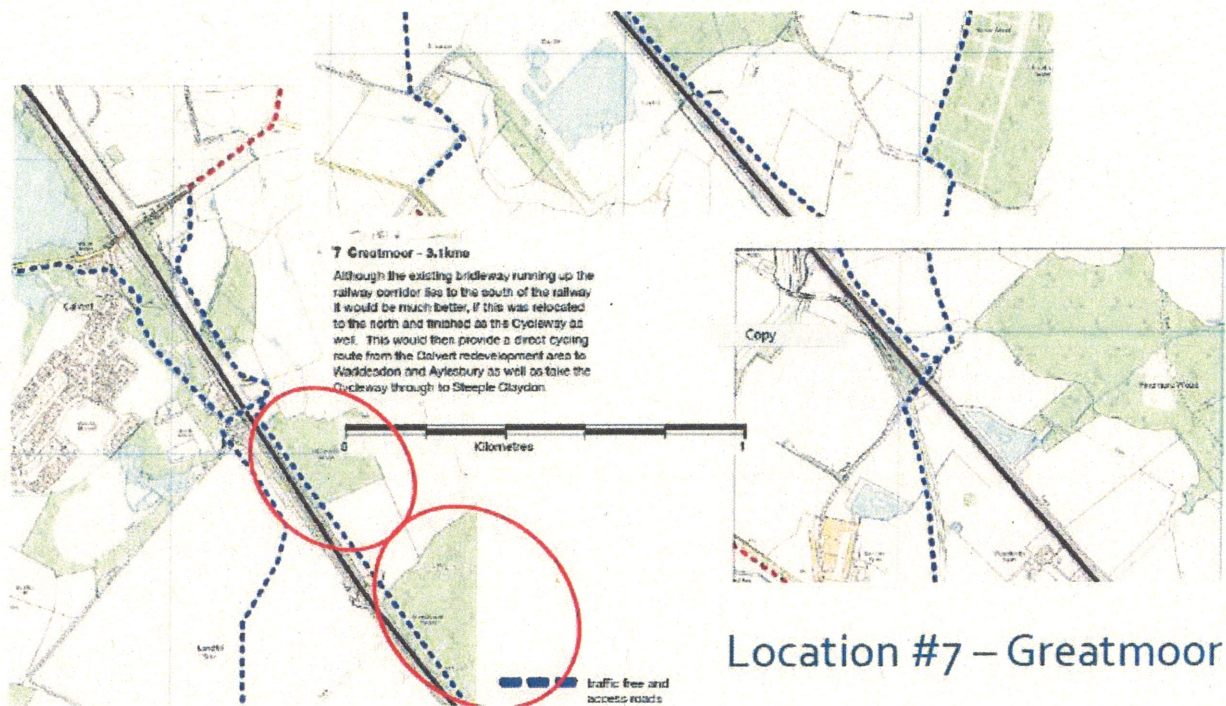 7 Greatmoor – 3.1kms
Although the existing bridleway running up the
railway corridor lies to the south of the railway
it would be much better, if this was relocated
to the north and finished as the Cycleway as
well. This would then provide a direct cycling
route from the Calvert redevelopment area to
Waddesdon and Aylesbury as well as take the
Cycleway through to Steeple Claydon.
Calvert
0
Kilometres
1
Copy
Finemere Wood
Landfill
Location #7 – Greatmoor
traffic free and
access roads